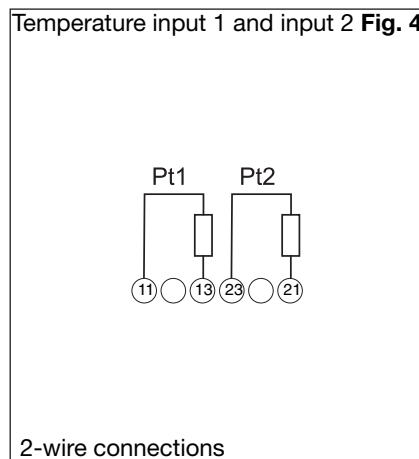 Temperature input 1 and input 2 Fig. 4
Pt1 Pt2
11 13 23 21
2-wire connections